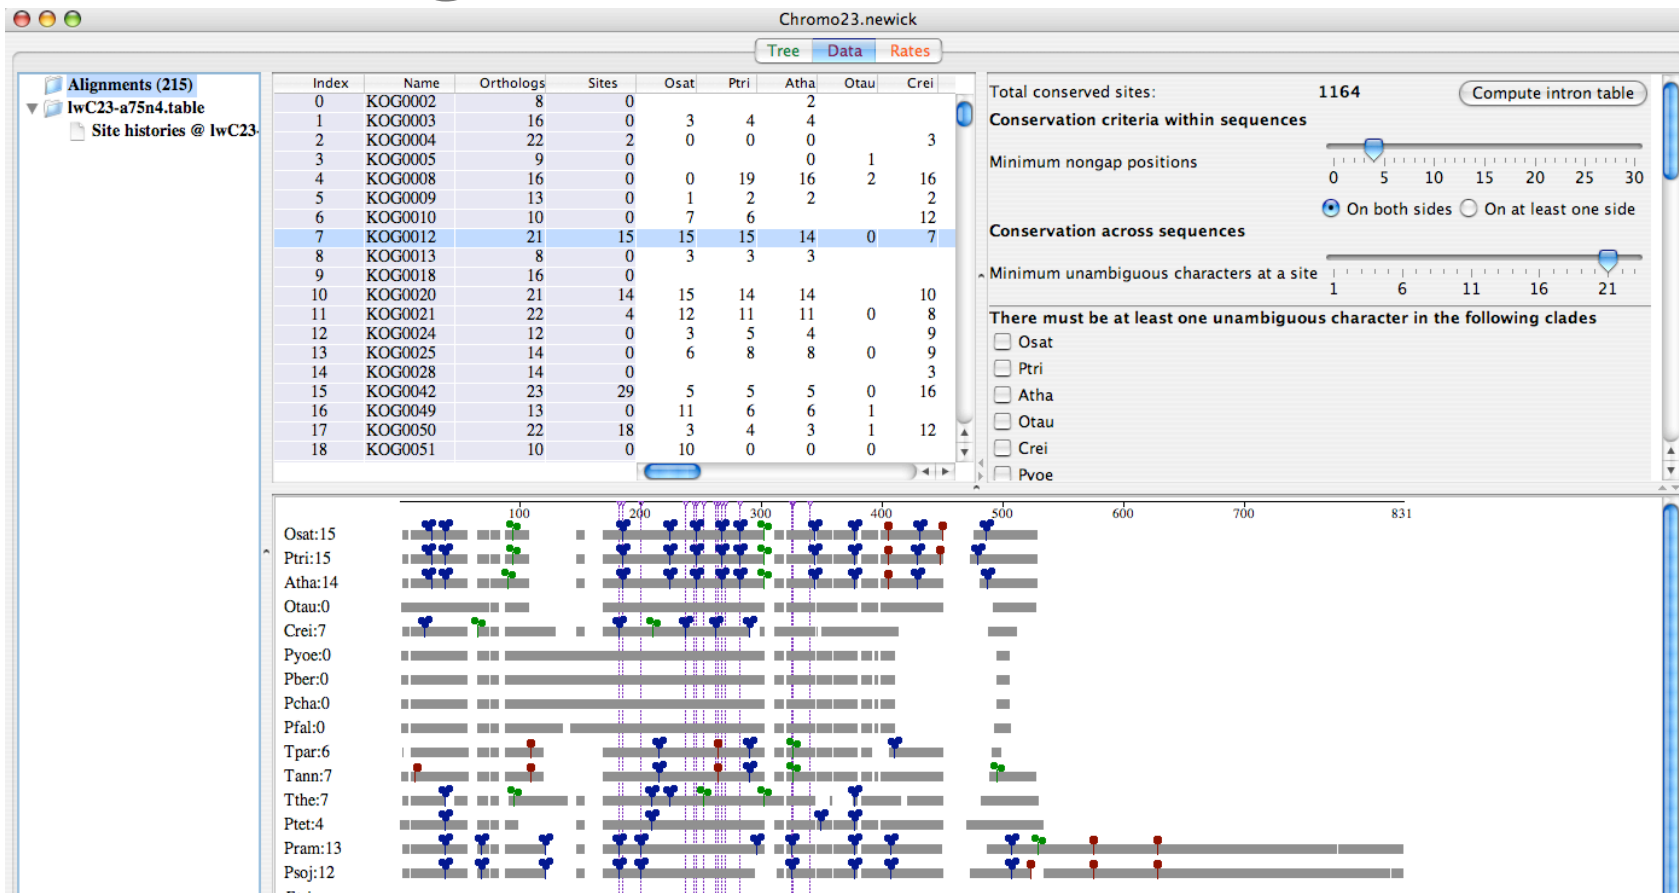 Chromo23.newick
Tree Data Rates
Alignments (215)
lwC23-a75n4.table
Site histories @ lwC23-
Index Name Orthologs Sites Osat Ptri Atha Otau Crei
0 KOG0002 8 0 2
1 KOG0003 16 0 3 4 4
2 KOG0004 22 2 0 0 0 3
3 KOG0005 9 0 0 1
4 KOG0008 16 0 0 19 16 2 16
5 KOG0009 13 0 1 2 2 2
6 KOG0010 10 0 7 6 12
7 KOG0012 21 15 15 15 14 0 7
8 KOG0013 8 0 3 3 3
9 KOG0018 16 0
10 KOG0020 21 14 15 14 14 10
11 KOG0021 22 4 12 11 11 0 8
12 KOG0024 12 0 3 5 4 9
13 KOG0025 14 0 6 8 8 0 9
14 KOG0028 14 0 3
15 KOG0042 23 29 5 5 5 0 16
16 KOG0049 13 0 11 6 6 1
17 KOG0050 22 18 3 4 3 1 12
18 KOG0051 10 0 10 0 0 0
Total conserved sites: 1164 Compute intron table
Conservation criteria within sequences
Minimum nongap positions
0 5 10 15 20 25 30
On both sides On at least one side
Conservation across sequences
Minimum unambiguous characters at a site
1 6 11 16 21
There must be at least one unambiguous character in the following clades
Osat
Ptri
Atha
Otau
Crei
Pyoe
100 200 300 400 500 600 700 831
Osat:15
Ptri:15
Atha:14
Otau:0
Crei:7
Pyoe:0
Pber:0
Pcha:0
Pfal:0
Tpar:6
Tann:7
Tthe:7
Ptet:4
Pram:13
Psoj:12